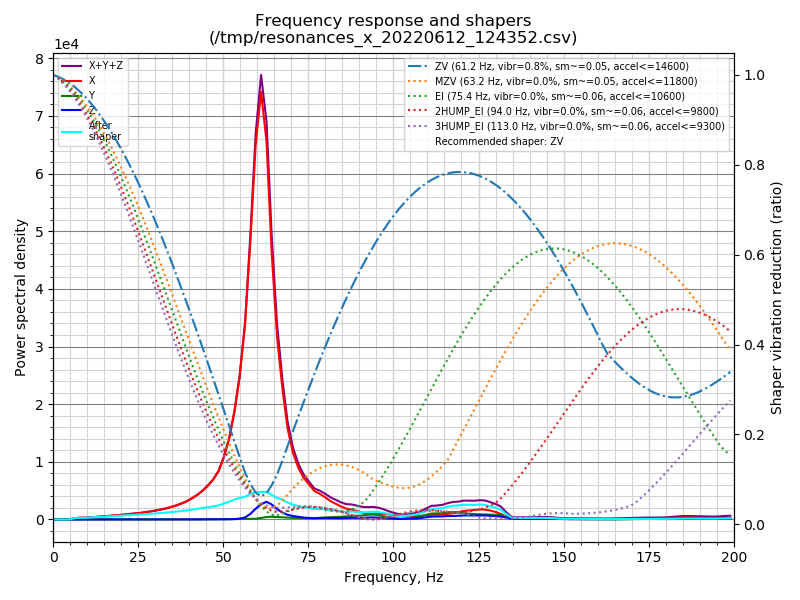 Frequency response and shapers
(/tmp/resonances_x_20220612_124352.csv)
1e4
X+Y+Z
X
Y
Z
After
shaper
ZV (61.2 Hz, vibr=0.8%, sm~=0.05, accel<=14600)
MZV (63.2 Hz, vibr=0.0%, sm~=0.05, accel<=11800)
EI (75.4 Hz, vibr=0.0%, sm~=0.06, accel<=10600)
2HUMP_EI (94.0 Hz, vibr=0.0%, sm~=0.06, accel<=9800)
3HUMP_EI (113.0 Hz, vibr=0.0%, sm~=0.06, accel<=9300)
Recommended shaper: ZV
8
7
6
5
4
3
2
1
0
Power spectral density
1.0
0.8
0.6
0.4
0.2
0.0
Shaper vibration reduction (ratio)
0 25 50 75 100 125 150 175 200
Frequency, Hz